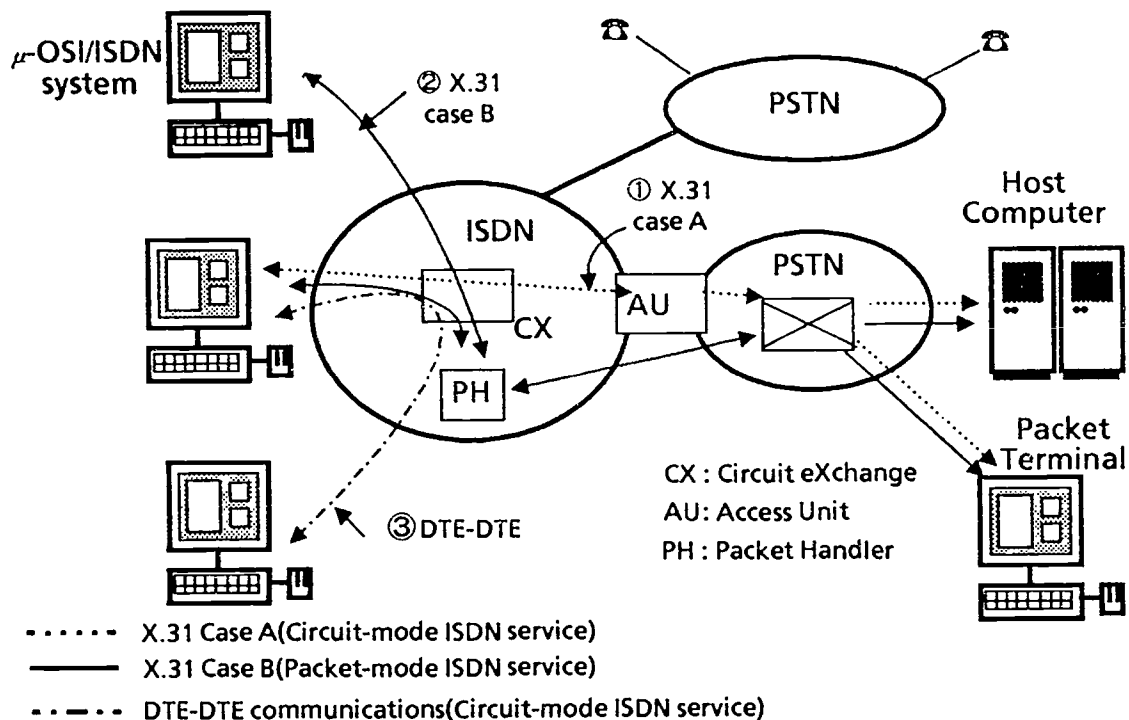 μ-OSI/ISDN
system
② X.31
case B
PSTN
① X.31
case A
Host
Computer
ISDN
PSTN
AU
CX
PH
Packet
Terminal
CX : Circuit eXchange
AU: Access Unit
PH : Packet Handler
③DTE-DTE
X.31 Case A(Circuit-mode ISDN service)
X.31 Case B(Packet-mode ISDN service)
DTE-DTE communications(Circuit-mode ISDN service)